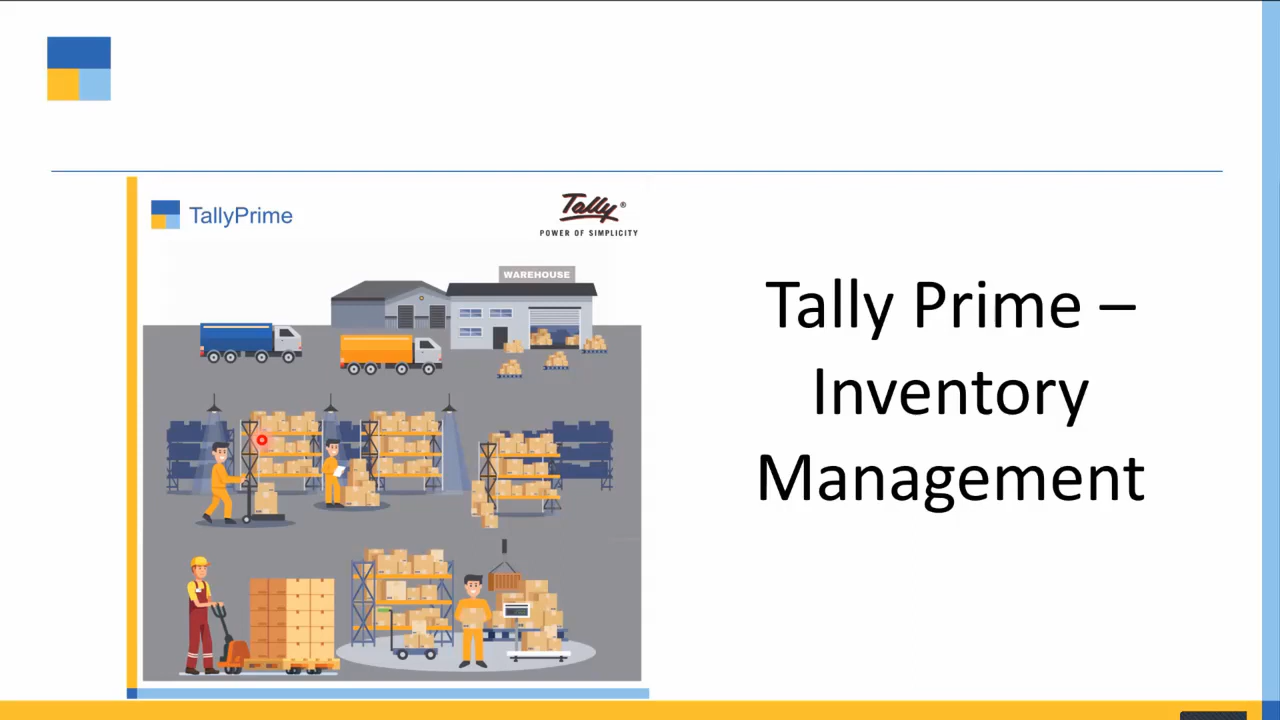 TallyPrime
Tally®
POWER OF SIMPLICITY
WAREHOUSE
Tally Prime –
Inventory
Management